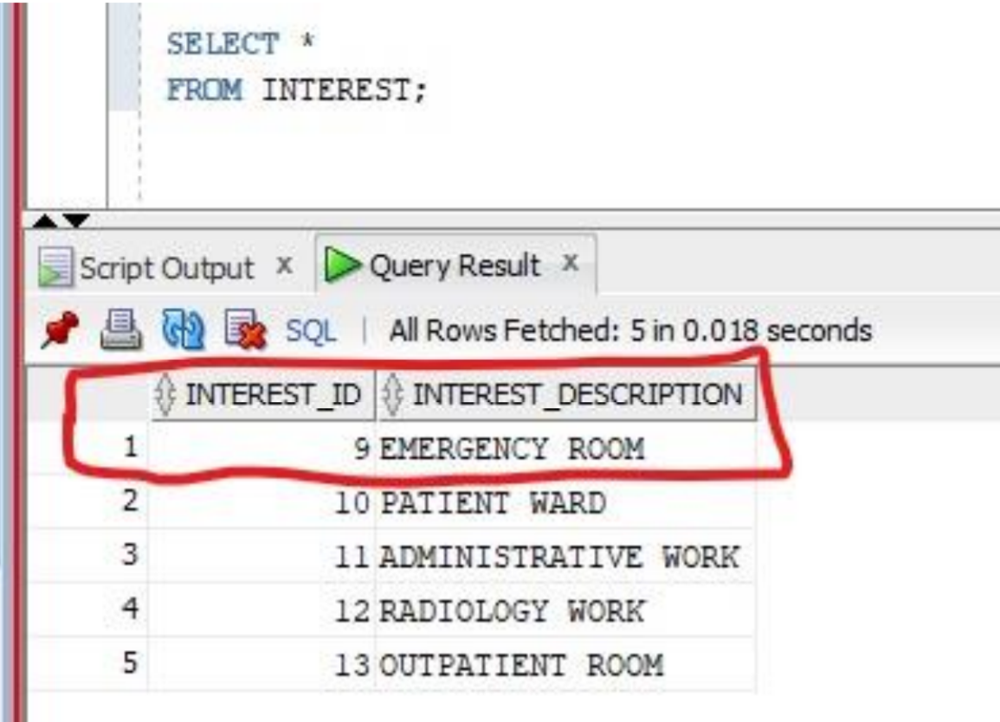 SELECT *
FROM INTEREST;
Script Output x Query Result x
SQL | All Rows Fetched: 5 in 0.018 seconds
INTEREST_ID INTEREST_DESCRIPTION
1 9 EMERGENCY ROOM
2 10 PATIENT WARD
3 11 ADMINISTRATIVE WORK
4 12 RADIOLOGY WORK
5 13 OUTPATIENT ROOM